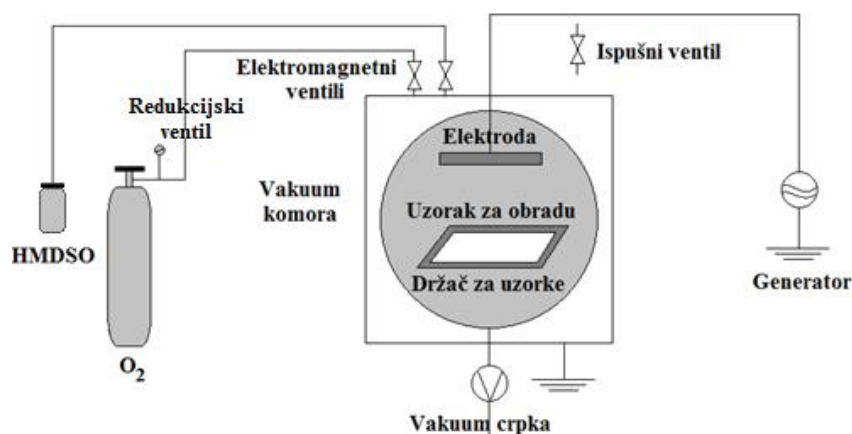 Elektromagnetni
ventili
Ispušni ventil
Redukcijski
ventil
Elektroda
Vakuum
komora
Uzorak za obradu
HMDSO
Držač za uzorke
Generator
O₂
Vakuum crpka